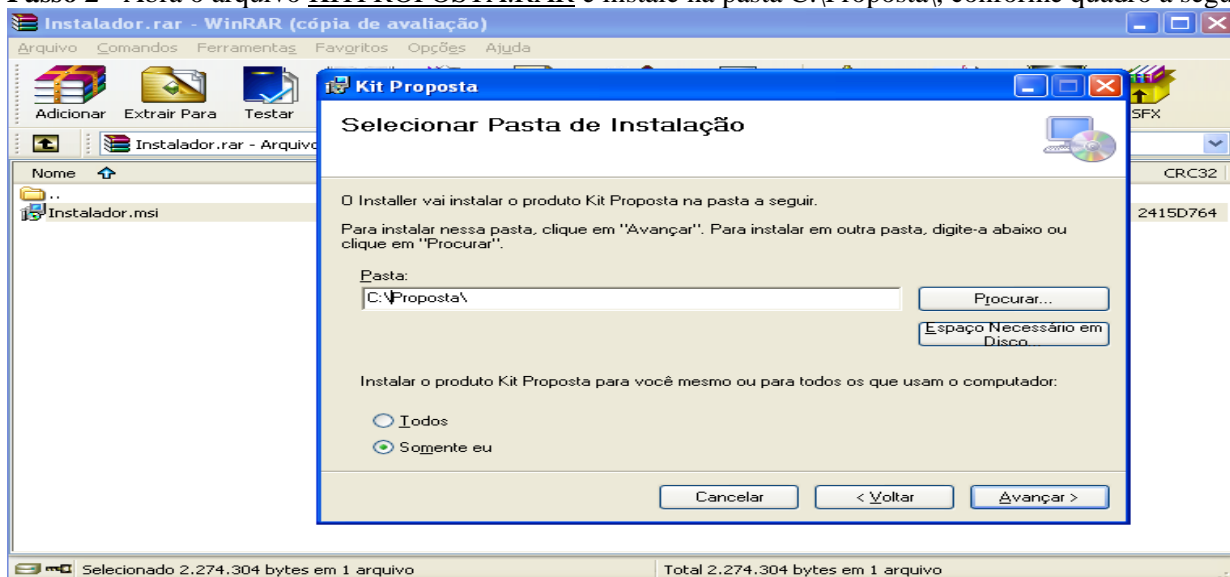 Passo 2 - Abra o arquivo KITPROPOSTA.RAR e instale na pasta C:\Proposta\, conforme quadro a segu
Instalador.rar - WinRAR (cópia de avaliação)
Arquivo Comandos Ferramentas Favoritos Opções Ajuda
Adicionar Extrair Para Testar SFX
Instalador.rar - Arquivo
Nome CRC32
..
Instalador.msi 2415D764
Kit Proposta
Selecionar Pasta de Instalação
O Installer vai instalar o produto Kit Proposta na pasta a seguir.
Para instalar nessa pasta, clique em "Avançar". Para instalar em outra pasta, digite-a abaixo ou
clique em "Procurar".
Pasta:
C:\Proposta\ Procurar...
Espaço Necessário em
Disco...
Instalar o produto Kit Proposta para você mesmo ou para todos os que usam o computador:
Todos
Somente eu
Cancelar < Voltar Avançar >
Selecionado 2.274.304 bytes em 1 arquivo Total 2.274.304 bytes em 1 arquivo